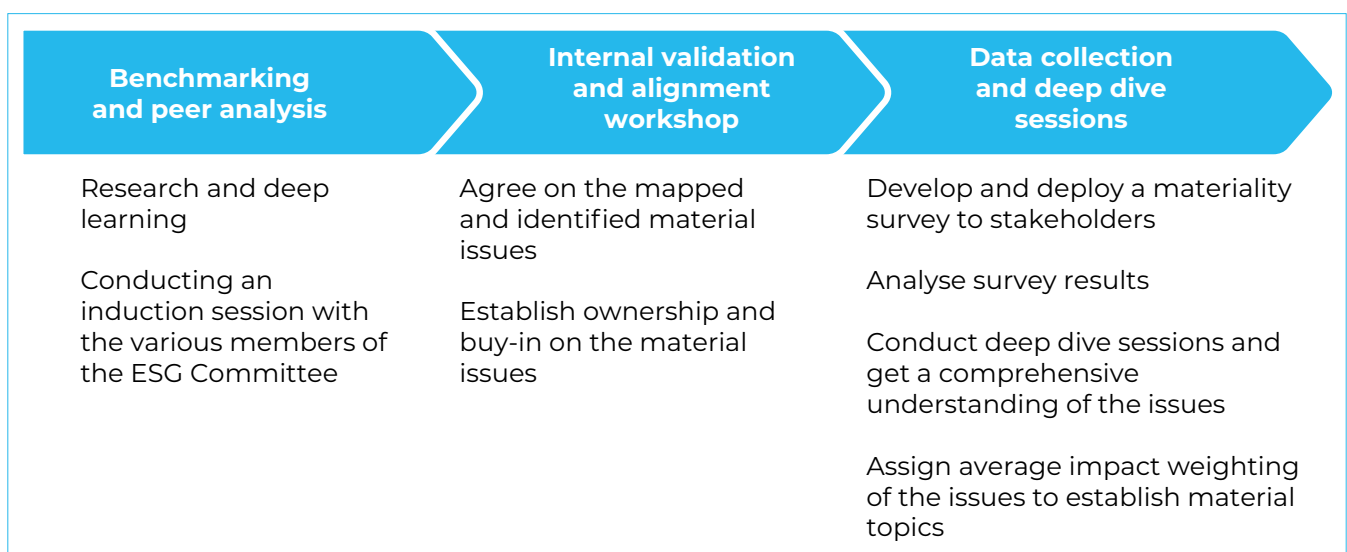 Benchmarking
and peer analysis
Research and deep
learning
Conducting an
induction session with
the various members of
the ESG Committee
Internal validation
and alignment
workshop
Agree on the mapped
and identified material
issues
Establish ownership and
buy-in on the material
issues
Data collection
and deep dive
sessions
Develop and deploy a materiality
survey to stakeholders
Analyse survey results
Conduct deep dive sessions and
get a comprehensive
understanding of the issues
Assign average impact weighting
of the issues to establish material
topics